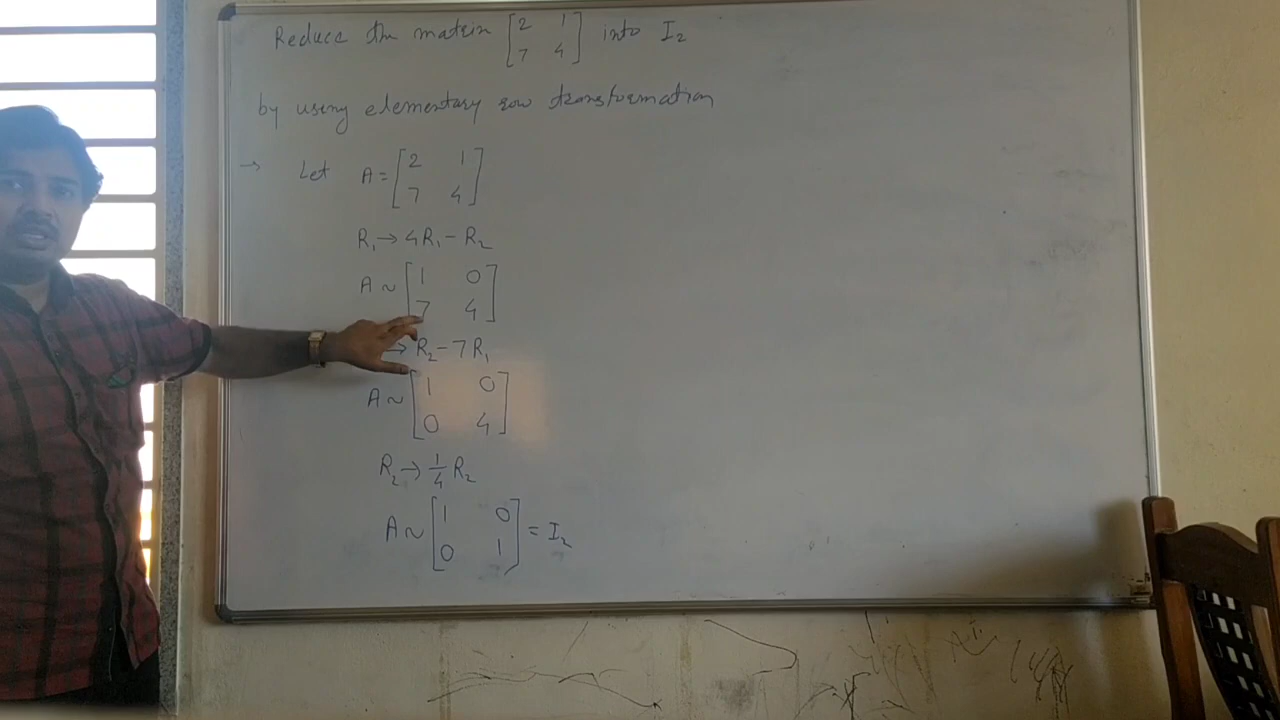 Reduce the matrix [2 1] into I₂
[7 4]
by using elementary row transformation
→ Let A = [2 1]
[7 4]
R₁ → 4R₁ - R₂
A ~ [1 0]
[7 4]
→ R₂ - 7R₁
A ~ [1 0]
[0 4]
R₂ → 1/4 R₂
A ~ [1 0] = I₂
[0 1]